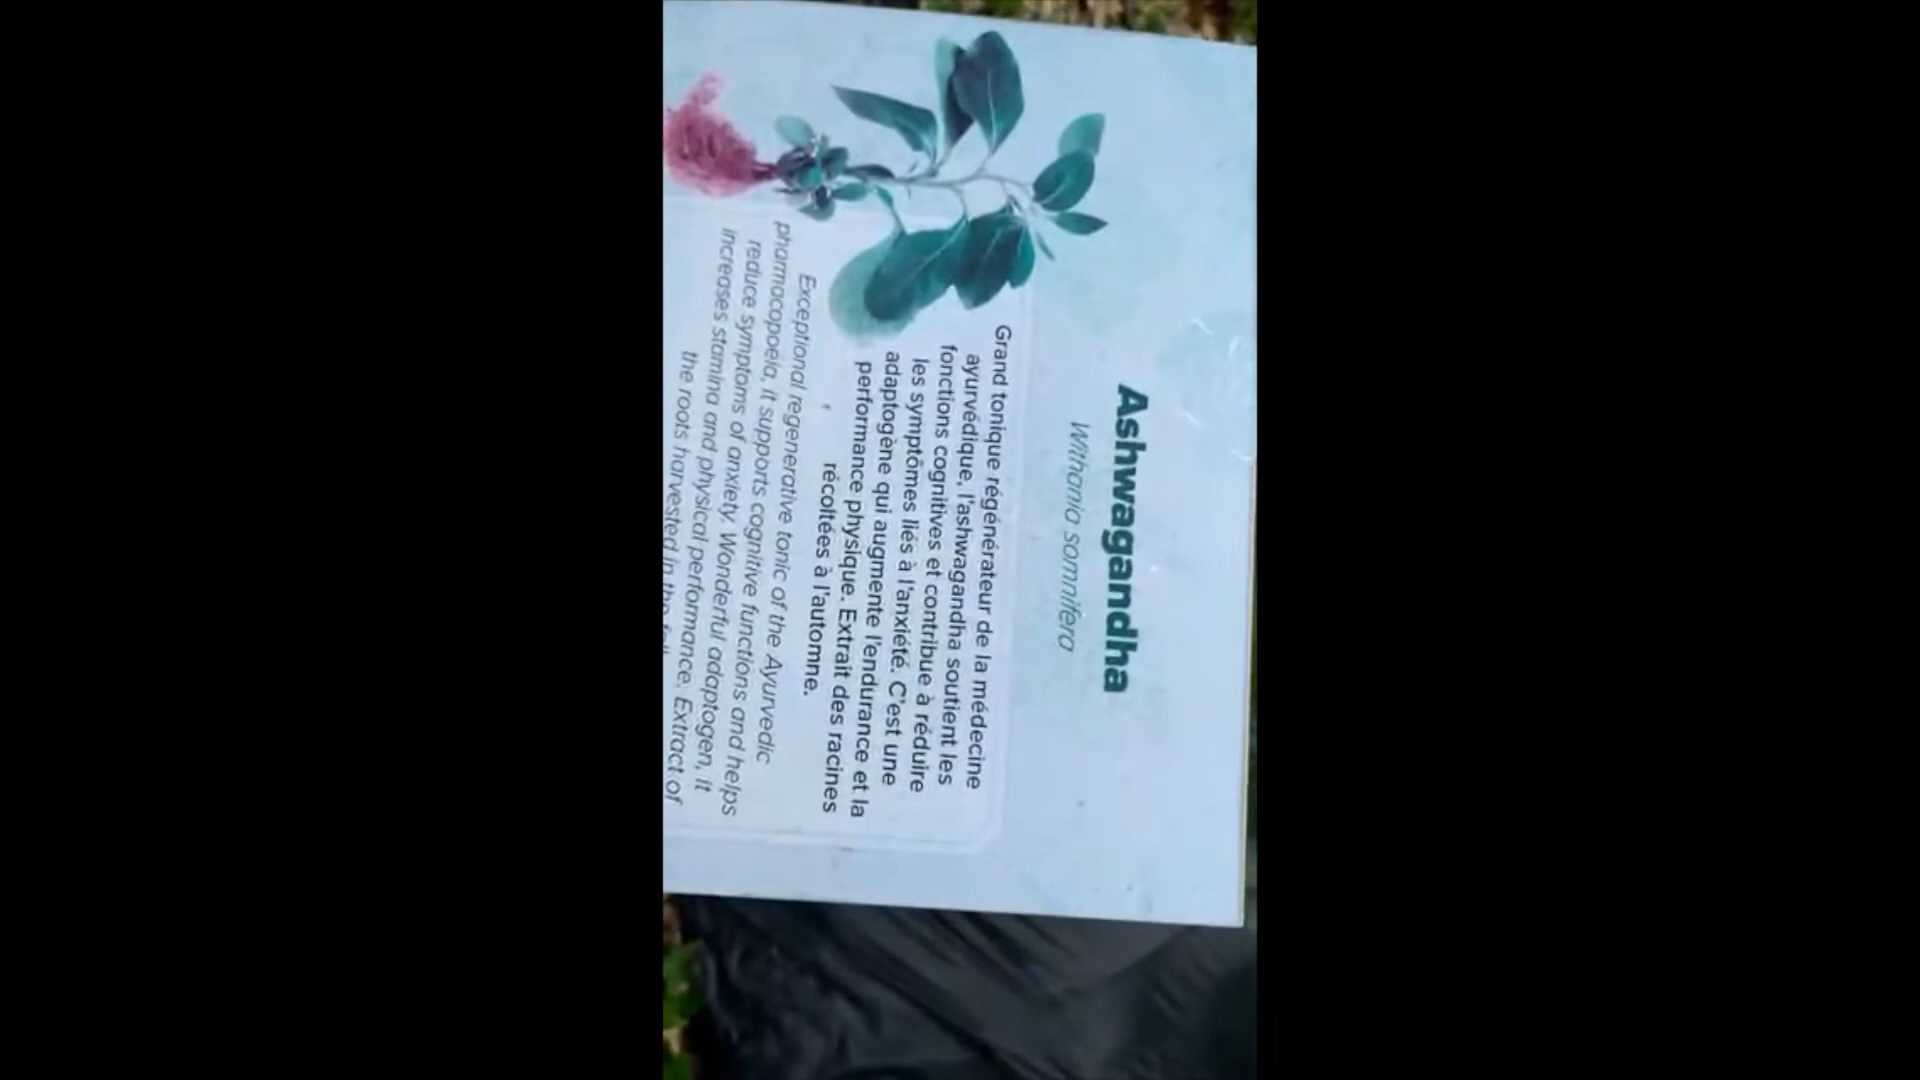 Ashwagandha
Withania somnifera
Grand tonique régénérateur de la médecine
ayurvédique, l'ashwagandha soutient les
fonctions cognitives et contribue à réduire
les symptômes liés à l'anxiété. C'est une
adaptogène qui augmente l'endurance et la
performance physique. Extrait des racines
récoltées à l'automne.
Exceptional regenerative tonic of the Ayurvedic
pharmacopoeia, it supports cognitive functions and helps
reduce symptoms of anxiety. Wonderful adaptogen, it
increases stamina and physical performance. Extract of
the roots harvested in the